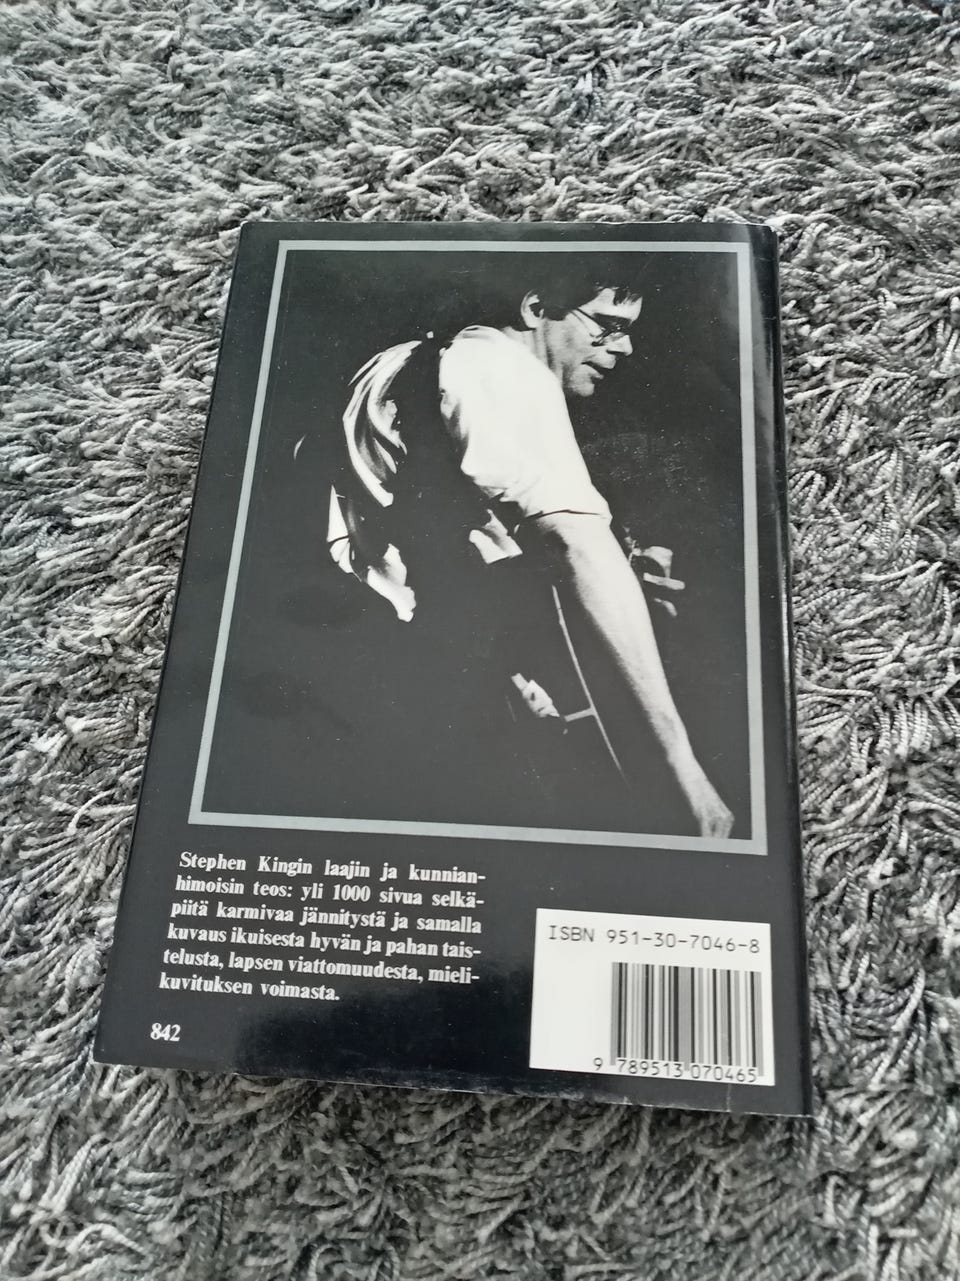 Stephen Kingin laajin ja kunnian-
himoisin teos: yli 1000 sivua selkä-
piitä karmivaa jännitystä ja samalla
kuvaus ikuisesta hyvän ja pahan tais-
telusta, lapsen viattomuudesta, mieli-
kuvituksen voimasta.
842
ISBN 951-30-7046-8
9 789513 070465